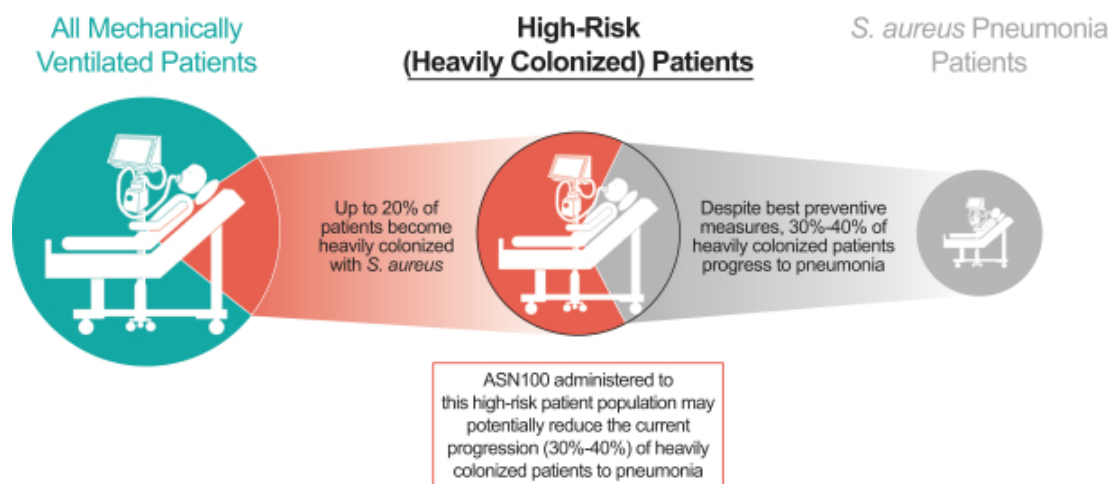 All Mechanically
Ventilated Patients
High-Risk
(Heavily Colonized) Patients
S. aureus Pneumonia
Patients
Up to 20% of
patients become
heavily colonized
with S. aureus
Despite best preventive
measures, 30%-40% of
heavily colonized patients
progress to pneumonia
ASN100 administered to
this high-risk patient population may
potentially reduce the current
progression (30%-40%) of heavily
colonized patients to pneumonia